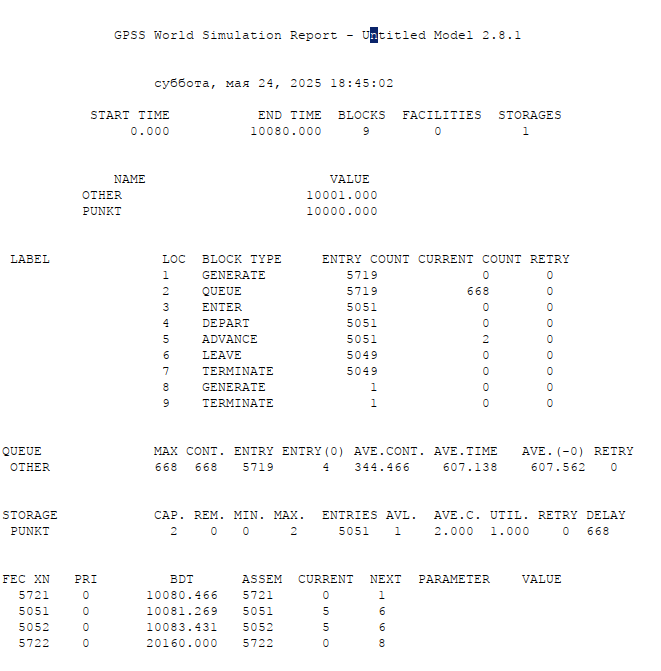 GPSS World Simulation Report - Untitled Model 2.8.1
суббота, мая 24, 2025 18:45:02
START TIME END TIME BLOCKS FACILITIES STORAGES
0.000 10080.000 9 0 1
NAME VALUE
OTHER 10001.000
PUNKT 10000.000
LABEL LOC BLOCK TYPE ENTRY COUNT CURRENT COUNT RETRY
1 GENERATE 5719 0 0
2 QUEUE 5719 668 0
3 ENTER 5051 0 0
4 DEPART 5051 0 0
5 ADVANCE 5051 2 0
6 LEAVE 5049 0 0
7 TERMINATE 5049 0 0
8 GENERATE 1 0 0
9 TERMINATE 1 0 0
QUEUE MAX CONT. ENTRY ENTRY(0) AVE.CONT. AVE.TIME AVE.(-0) RETRY
OTHER 668 668 5719 4 344.466 607.138 607.562 0
STORAGE CAP. REM. MIN. MAX. ENTRIES AVL. AVE.C. UTIL. RETRY DELAY
PUNKT 2 0 0 2 5051 1 2.000 1.000 0 668
FEC XN PRI BDT ASSEM CURRENT NEXT PARAMETER VALUE
5721 0 10080.466 5721 0 1
5051 0 10081.269 5051 5 6
5052 0 10083.431 5052 5 6
5722 0 20160.000 5722 0 8